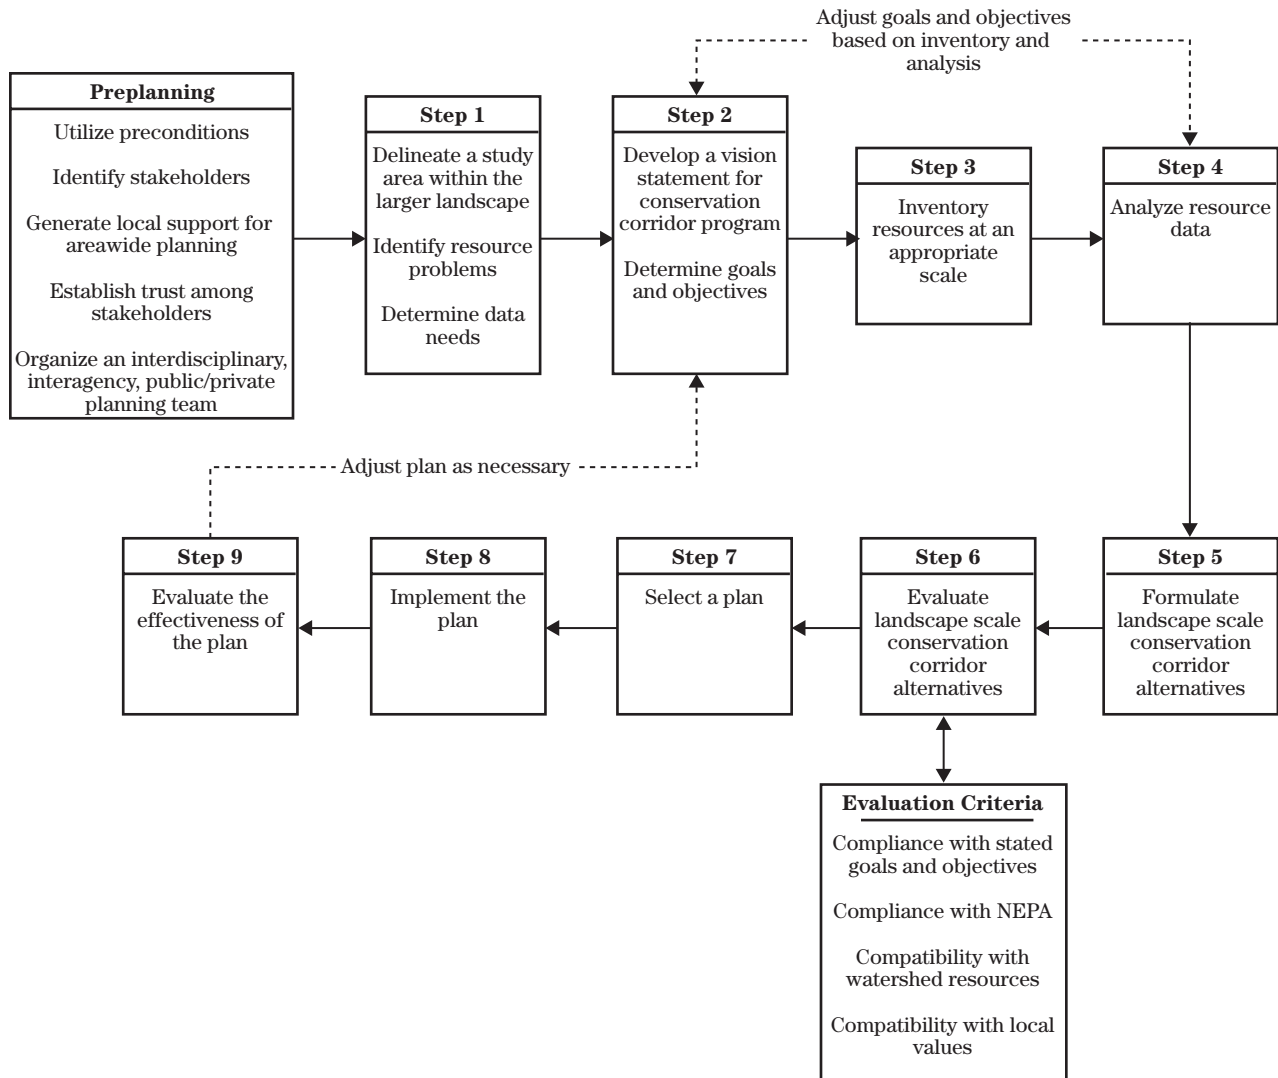 Adjust goals and objectives
based on inventory and
analysis
Preplanning
Utilize preconditions
Identify stakeholders
Generate local support for
areawide planning
Establish trust among
stakeholders
Organize an interdisciplinary,
interagency, public/private
planning team
Step 1
Delineate a study
area within the
larger landscape
Identify resource
problems
Determine data
needs
Step 2
Develop a vision
statement for
conservation
corridor program
Determine goals
and objectives
Step 3
Inventory
resources at an
appropriate
scale
Step 4
Analyze resource
data
Adjust plan as necessary
Step 9
Evaluate the
effectiveness of
the plan
Step 8
Implement the
plan
Step 7
Select a plan
Step 6
Evaluate
landscape scale
conservation
corridor
alternatives
Step 5
Formulate
landscape scale
conservation
corridor
alternatives
Evaluation Criteria
Compliance with stated
goals and objectives
Compliance with NEPA
Compatibility with
watershed resources
Compatibility with local
values